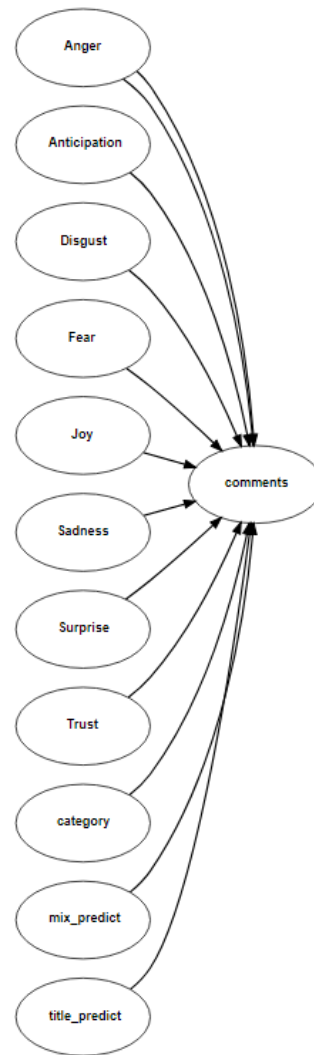 Anger
Anticipation
Disgust
Fear
Joy
comments
Sadness
Surprise
Trust
category
mix_predict
title_predict